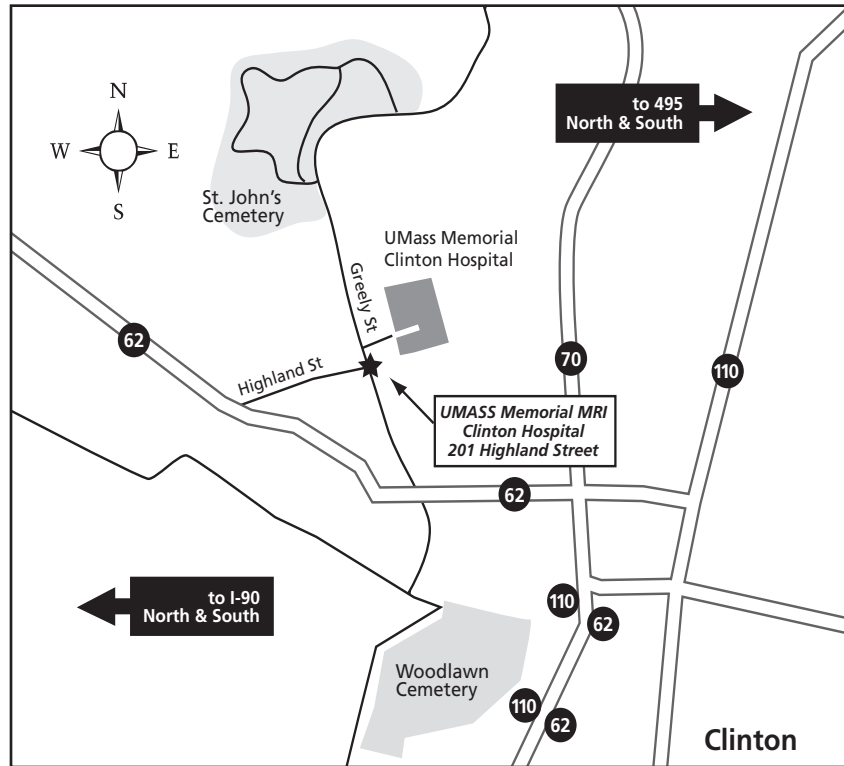 to 495
North & South
N
W
E
S
St. John's
Cemetery
UMass Memorial
Clinton Hospital
Greely St
62
70
110
Highland St
UMASS Memorial MRI
Clinton Hospital
201 Highland Street
62
to I-90
North & South
110
62
Woodlawn
Cemetery
110
62
Clinton